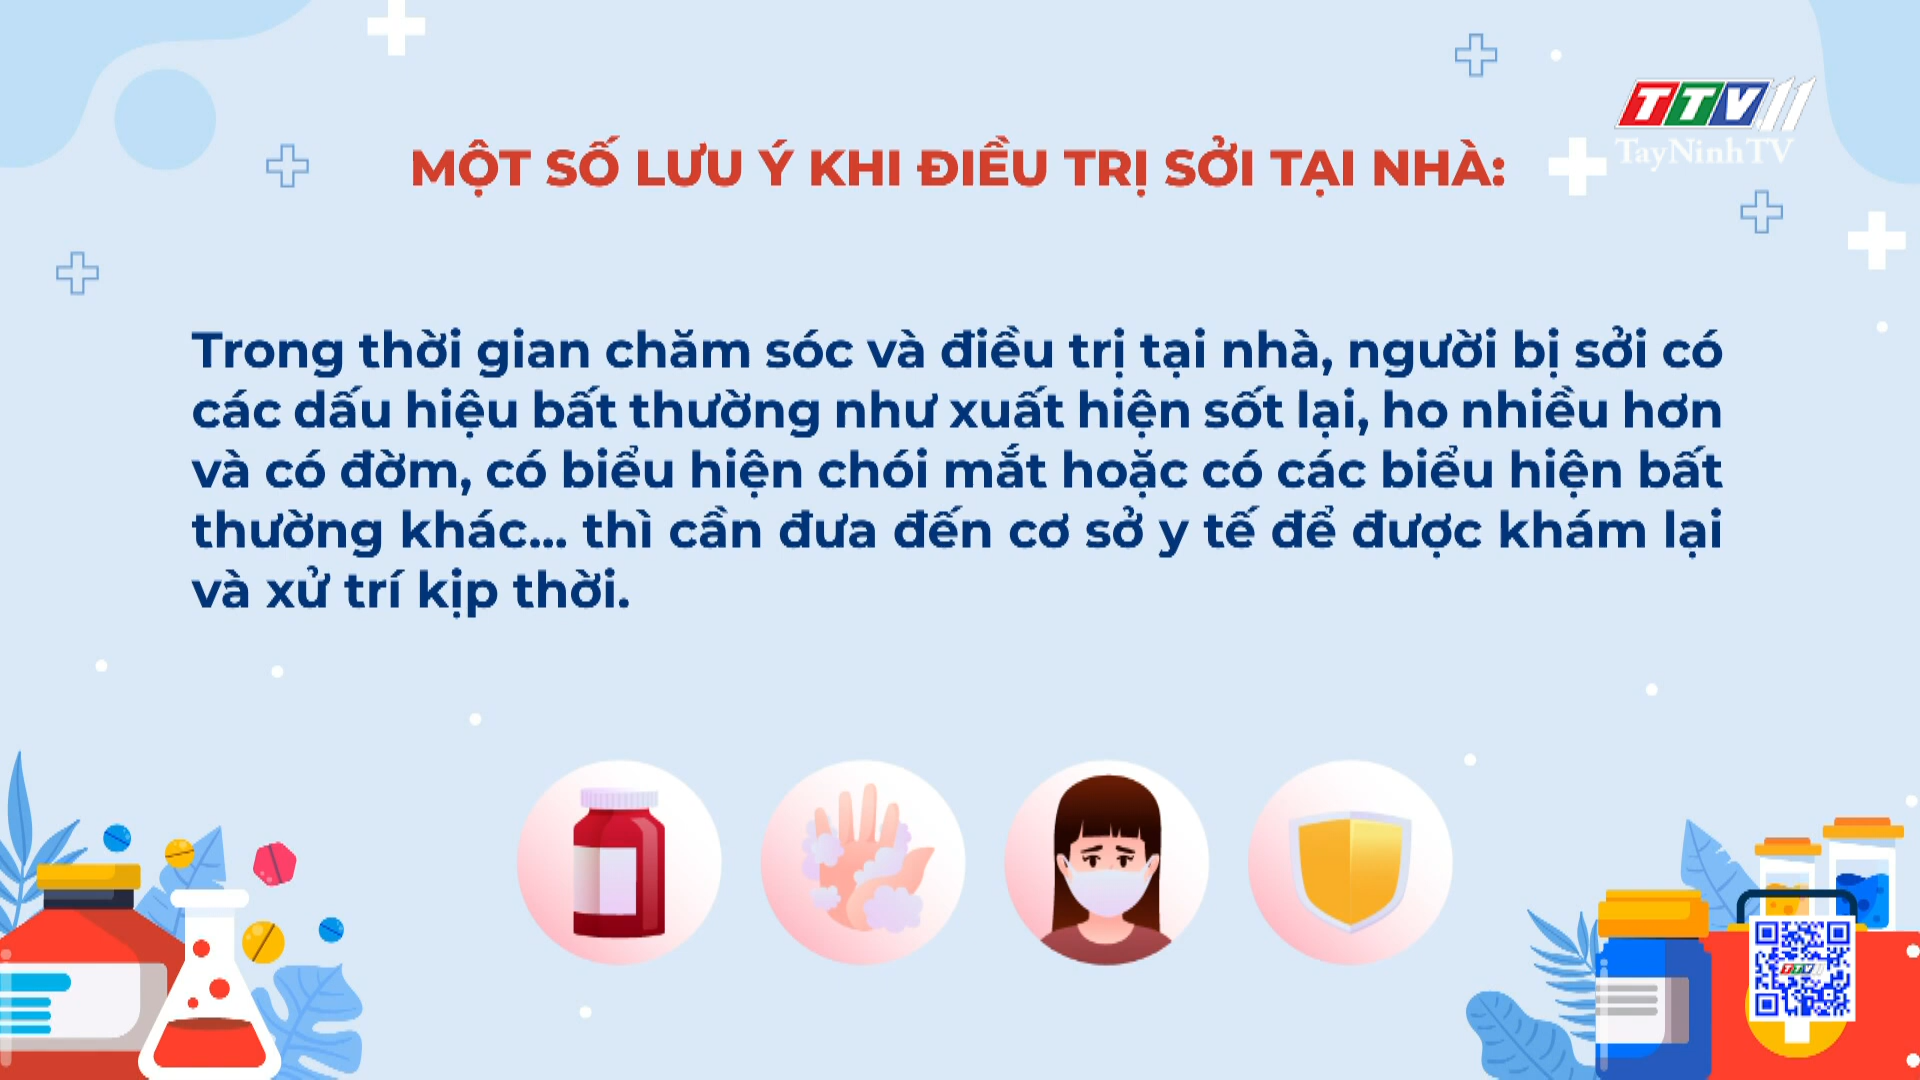 TTV11
TayNinhTV
MỘT SỐ LƯU Ý KHI ĐIỀU TRỊ SỞI TẠI NHÀ:
Trong thời gian chăm sóc và điều trị tại nhà, người bị sởi có
các dấu hiệu bất thường như xuất hiện sốt lại, ho nhiều hơn
và có đờm, có biểu hiện chói mắt hoặc có các biểu hiện bất
thường khác... thì cần đưa đến cơ sở y tế để được khám lại
và xử trí kịp thời.
TTV11